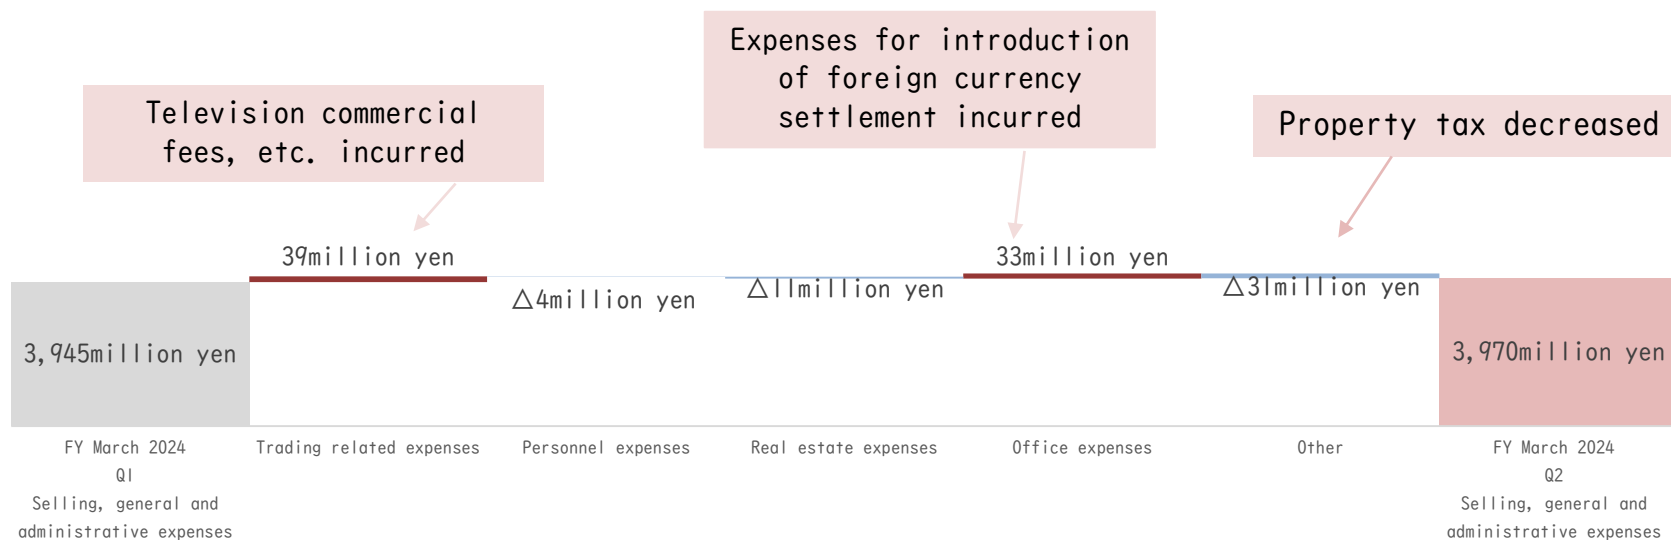 Expenses for introduction
of foreign currency
settlement incurred
Television commercial
fees, etc. incurred
Property tax decreased
39million yen
△4million yen
△11million yen
33million yen
△31million yen
3,945million yen
3,970million yen
FY March 2024
Q1
Selling, general and
administrative expenses
Trading related expenses
Personnel expenses
Real estate expenses
Office expenses
Other
FY March 2024
Q2
Selling, general and
administrative expenses